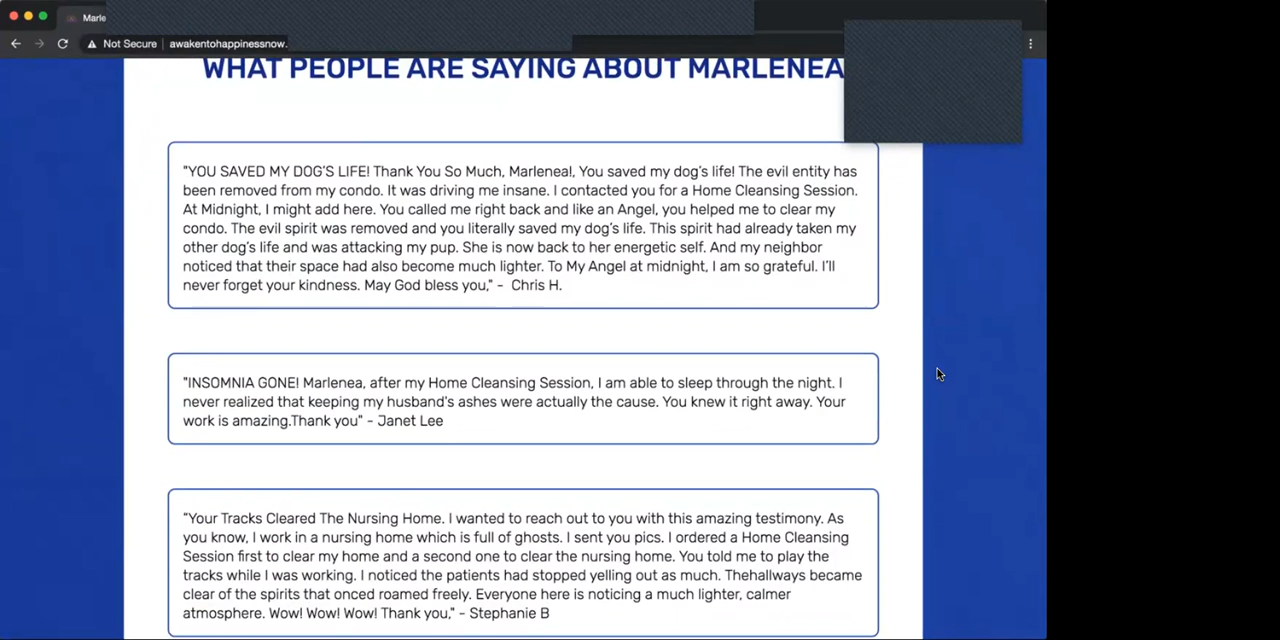 Marle
Not Secure
awakentohappinessnow.
WHAT PEOPLE ARE SAYING ABOUT MARLENEA
"YOU SAVED MY DOG'S LIFE! Thank You So Much, Marlenea!, You saved my dog's life! The evil entity has
been removed from my condo. It was driving me insane. I contacted you for a Home Cleansing Session.
At Midnight, I might add here. You called me right back and like an Angel, you helped me to clear my
condo. The evil spirit was removed and you literally saved my dog's life. This spirit had already taken my
other dog's life and was attacking my pup. She is now back to her energetic self. And my neighbor
noticed that their space had also become much lighter. To My Angel at midnight, I am so grateful. I'll
never forget your kindness. May God bless you," - Chris H.
"INSOMNIA GONE! Marlenea, after my Home Cleansing Session, I am able to sleep through the night. I
never realized that keeping my husband's ashes were actually the cause. You knew it right away. Your
work is amazing.Thank you" - Janet Lee
"Your Tracks Cleared The Nursing Home. I wanted to reach out to you with this amazing testimony. As
you know, I work in a nursing home which is full of ghosts. I sent you pics. I ordered a Home Cleansing
Session first to clear my home and a second one to clear the nursing home. You told me to play the
tracks while I was working. I noticed the patients had stopped yelling out as much. Thehallways became
clear of the spirits that onced roamed freely. Everyone here is noticing a much lighter, calmer
atmosphere. Wow! Wow! Wow! Thank you," - Stephanie B